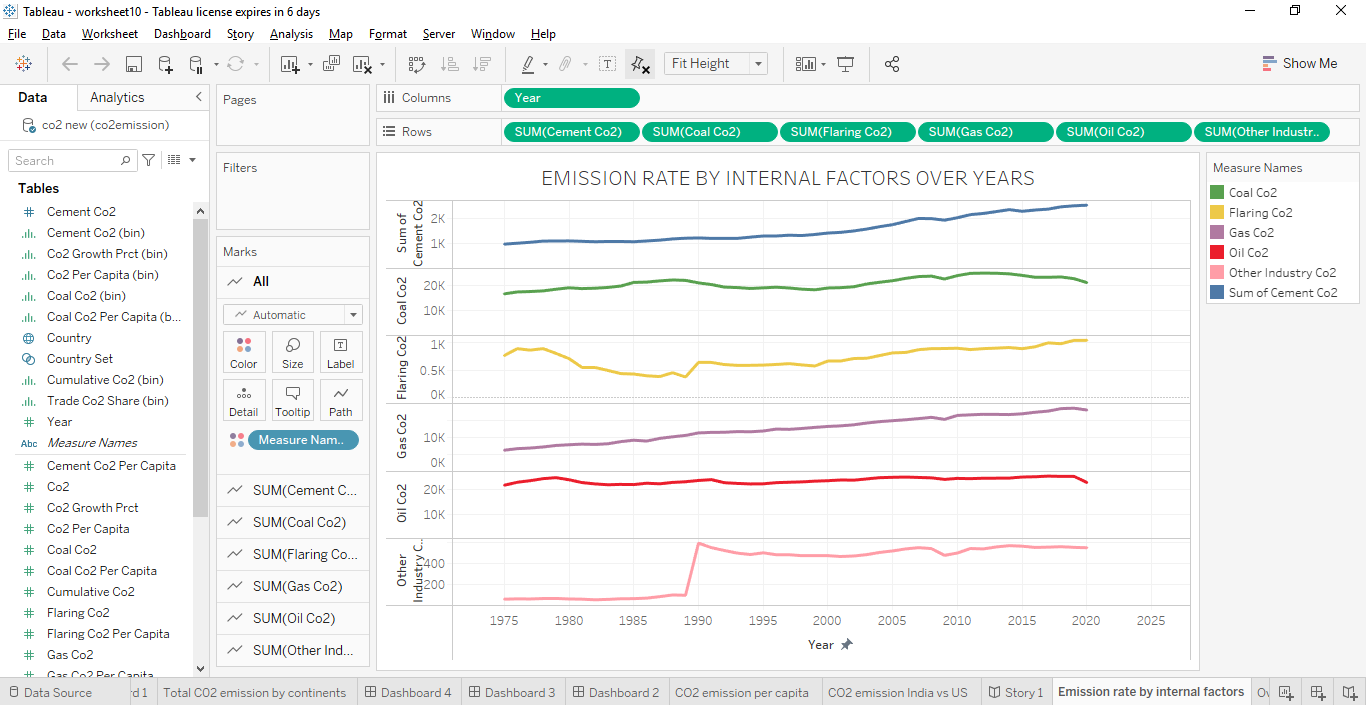 Tableau - worksheet10 - Tableau license expires in 6 days
File Data Worksheet Dashboard Story Analysis Map Format Server Window Help
Fit Height
Show Me
Data Analytics
co2 new (co2emission)
Search
Tables
Cement Co2
Cement Co2 (bin)
Co2 Growth Prct (bin)
Co2 Per Capita (bin)
Coal Co2 (bin)
Coal Co2 Per Capita (b...
Country
Country Set
Cumulative Co2 (bin)
Trade Co2 Share (bin)
Year
Abc Measure Names
Cement Co2 Per Capita
Co2
Co2 Growth Prct
Co2 Per Capita
Coal Co2
Coal Co2 Per Capita
Cumulative Co2
Flaring Co2
Flaring Co2 Per Capita
Gas Co2
Gas Co2 Per Capita
Pages
Filters
Marks
All
Automatic
Color Size Label
Detail Tooltip Path
Measure Nam..
SUM(Cement C...
SUM(Coal Co2)
SUM(Flaring Co...
SUM(Gas Co2)
SUM(Oil Co2)
SUM(Other Ind...
Columns Year
Rows SUM(Cement Co2) SUM(Coal Co2) SUM(Flaring Co2) SUM(Gas Co2) SUM(Oil Co2) SUM(Other Industr..
EMISSION RATE BY INTERNAL FACTORS OVER YEARS
Sum of
Cement Co2
2K
1K
Coal Co2
20K
10K
Flaring Co2
1K
0.5K
0K
Gas Co2
10K
0K
Oil Co2
20K
10K
Other
Industry C..
400
200
1975 1980 1985 1990 1995 2000 2005 2010 2015 2020 2025
Year
Measure Names
Coal Co2
Flaring Co2
Gas Co2
Oil Co2
Other Industry Co2
Sum of Cement Co2
Data Source d 1 Total CO2 emission by continents Dashboard 4 Dashboard 3 Dashboard 2 CO2 emission per capita CO2 emission India vs US Story 1 Emission rate by internal factors Ov